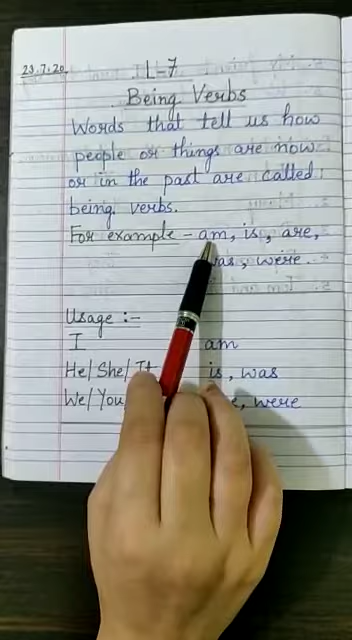 23.7.20
L-7
Being Verbs
Words that tell us how
people or things are now
or in the past are called
being verbs.
For example - am, is, are,
was, were.
Usage :-
I am
He/She/It is, was
We/You were